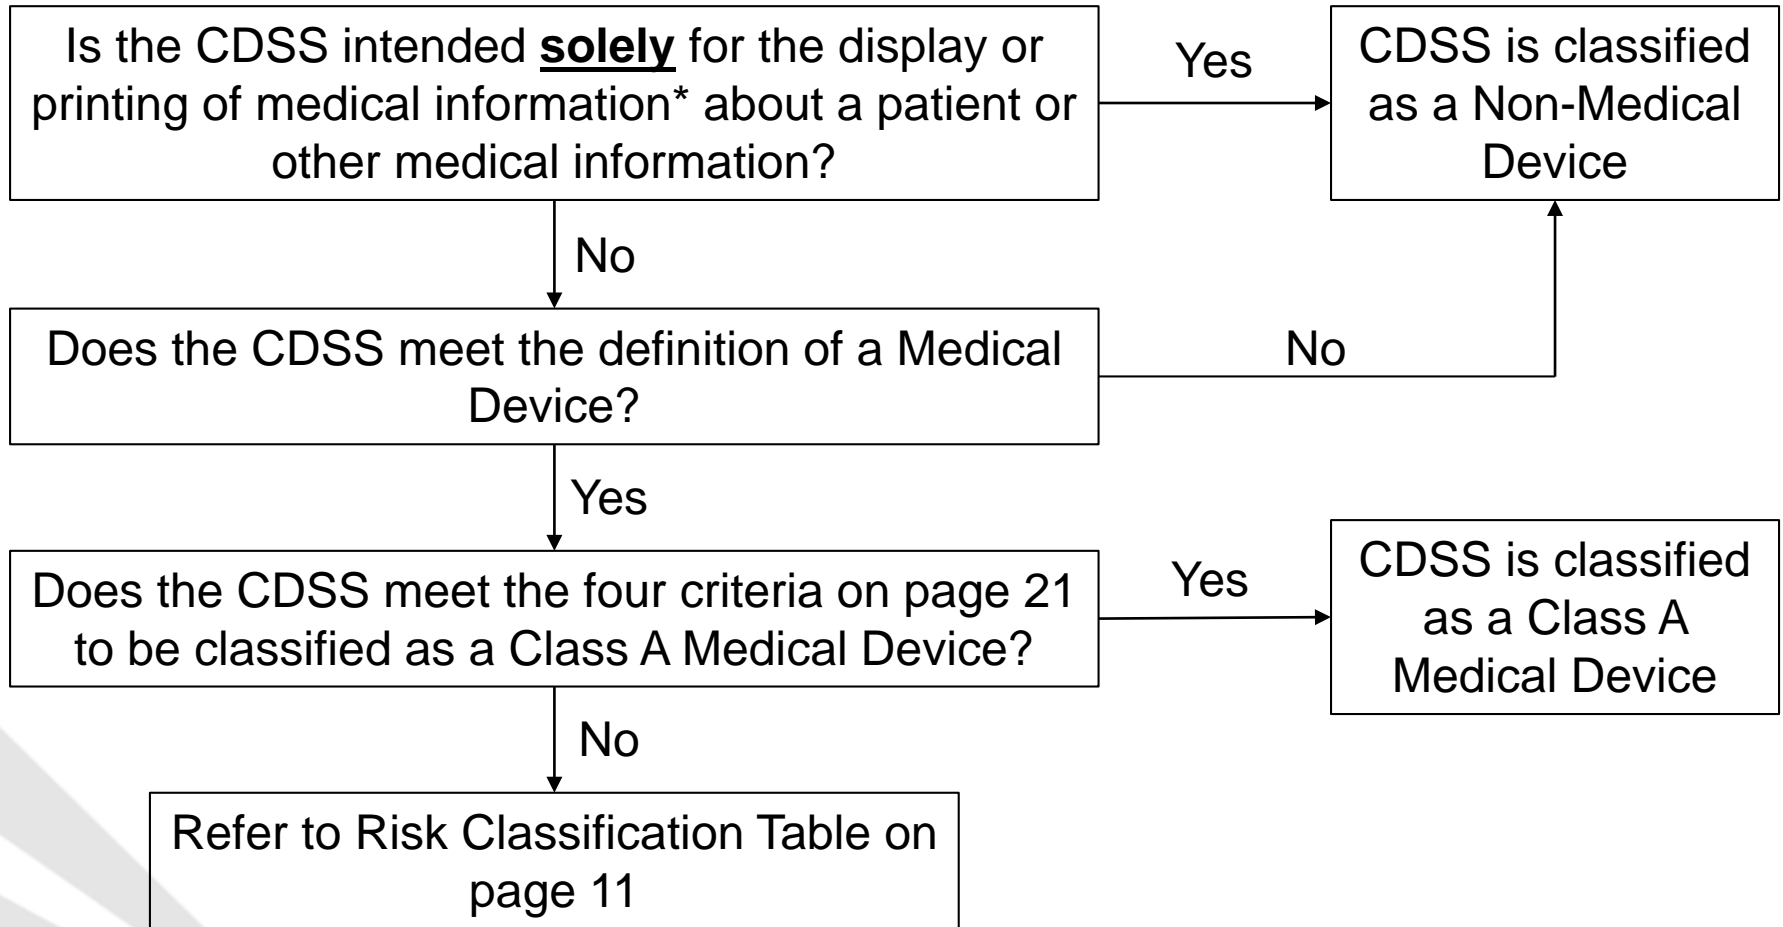 Is the CDSS intended solely for the display or
printing of medical information* about a patient or
other medical information?
Yes
CDSS is classified
as a Non-Medical
Device
No
Does the CDSS meet the definition of a Medical
Device?
No
Yes
Does the CDSS meet the four criteria on page 21
to be classified as a Class A Medical Device?
Yes
CDSS is classified
as a Class A
Medical Device
No
Refer to Risk Classification Table on
page 11